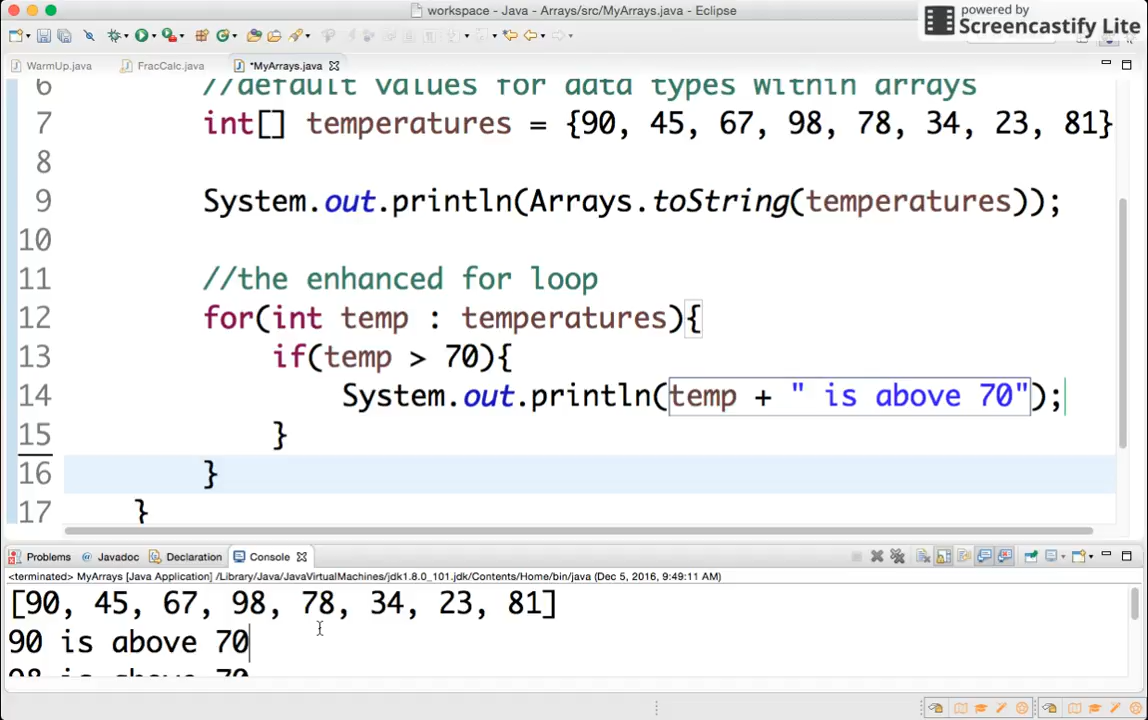 workspace - Java - Arrays/src/MyArrays.java - Eclipse
powered by
Screencastify Lite
WarmUp.java
FracCalc.java
*MyArrays.java
6 //default values for data types within arrays
7 int[] temperatures = {90, 45, 67, 98, 78, 34, 23, 81}
8
9 System.out.println(Arrays.toString(temperatures));
10
11 //the enhanced for loop
12 for(int temp : temperatures){
13 if(temp > 70){
14 System.out.println(temp + " is above 70");
15 }
16 }
17 }
Problems @ Javadoc Declaration Console
<terminated> MyArrays [Java Application] /Library/Java/JavaVirtualMachines/jdk1.8.0_101.jdk/Contents/Home/bin/java (Dec 5, 2016, 9:49:11 AM)
[90, 45, 67, 98, 78, 34, 23, 81]
90 is above 70
98 is above 70